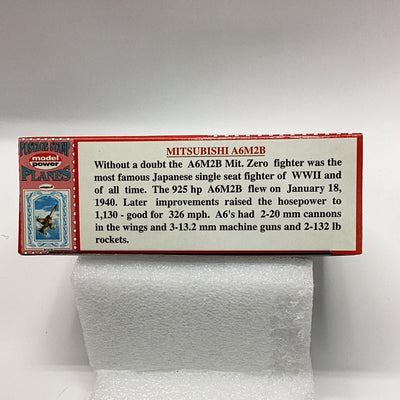 POSTAGE STAMP
model
power
PLANES
MITSUBISHI A6M2B
Without a doubt the A6M2B Mit. Zero fighter was the
most famous Japanese single seat fighter of WWII and
of all time. The 925 hp A6M2B flew on January 18,
1940. Later improvements raised the hosepower to
1,130 - good for 326 mph. A6's had 2-20 mm cannons
in the wings and 3-13.2 mm machine guns and 2-132 lb
rockets.